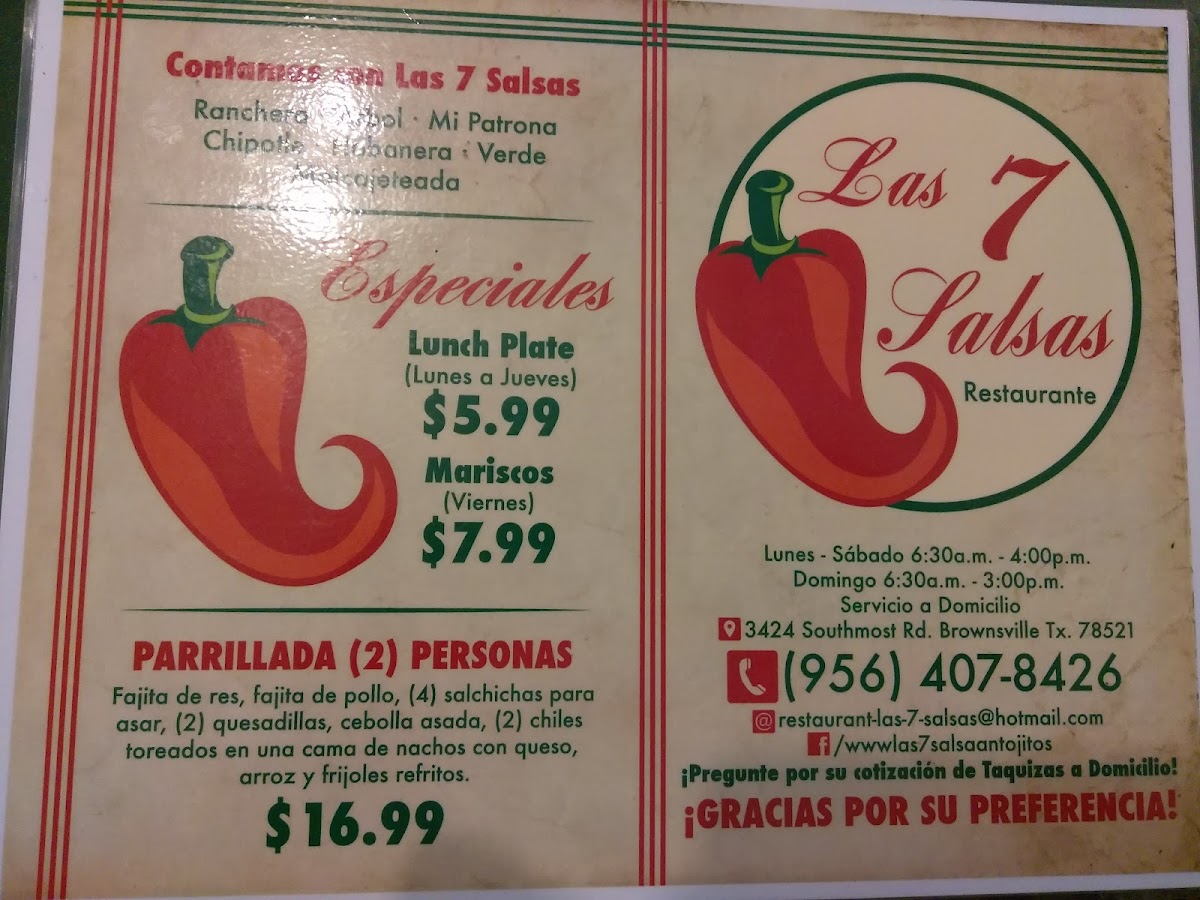 Contamos con Las 7 Salsas
Ranchera · Arbol · Mi Patrona
Chipotle · Habanera · Verde
Molcajeteada
Especiales
Lunch Plate
(Lunes a Jueves)
$5.99
Mariscos
(Viernes)
$7.99
PARRILLADA (2) PERSONAS
Fajita de res, fajita de pollo, (4) salchichas para
asar, (2) quesadillas, cebolla asada, (2) chiles
toreados en una cama de nachos con queso,
arroz y frijoles refritos.
$16.99
Las 7
Salsas
Restaurante
Lunes - Sábado 6:30a.m. - 4:00p.m.
Domingo 6:30a.m. - 3:00p.m.
Servicio a Domicilio
3424 Southmost Rd. Brownsville Tx. 78521
(956) 407-8426
@ restaurant-las-7-salsas@hotmail.com
f /wwwlas7salsaantojitos
¡Pregunte por su cotización de Taquizas a Domicilio!
¡GRACIAS POR SU PREFERENCIA!